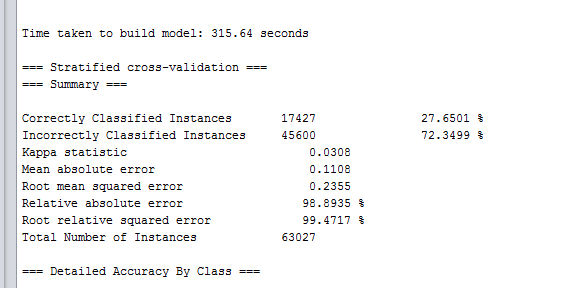 Time taken to build model: 315.64 seconds
=== Stratified cross-validation ===
=== Summary ===
Correctly Classified Instances 17427 27.6501 %
Incorrectly Classified Instances 45600 72.3499 %
Kappa statistic 0.0308
Mean absolute error 0.1108
Root mean squared error 0.2355
Relative absolute error 98.8935 %
Root relative squared error 99.4717 %
Total Number of Instances 63027
=== Detailed Accuracy By Class ===